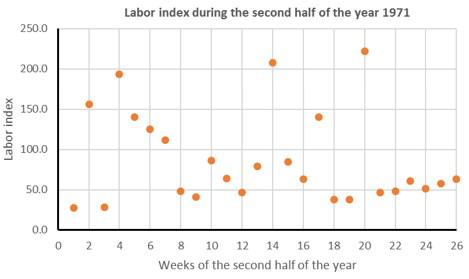 Labor index during the second half of the year 1971
250.0
200.0
150.0
100.0
50.0
0.0
Labor index
0 2 4 6 8 10 12 14 16 18 20 22 24 26
Weeks of the second half of the year